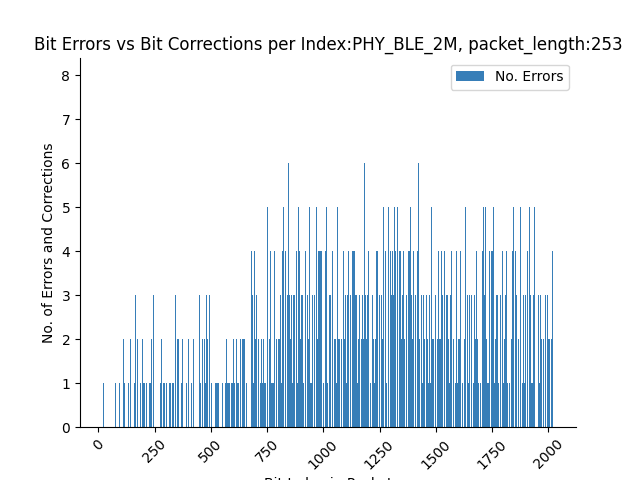 Bit Errors vs Bit Corrections per Index:PHY_BLE_2M, packet_length:253
No. Errors
No. of Errors and Corrections
8
7
6
5
4
3
2
1
0
0 250 500 750 1000 1250 1500 1750 2000